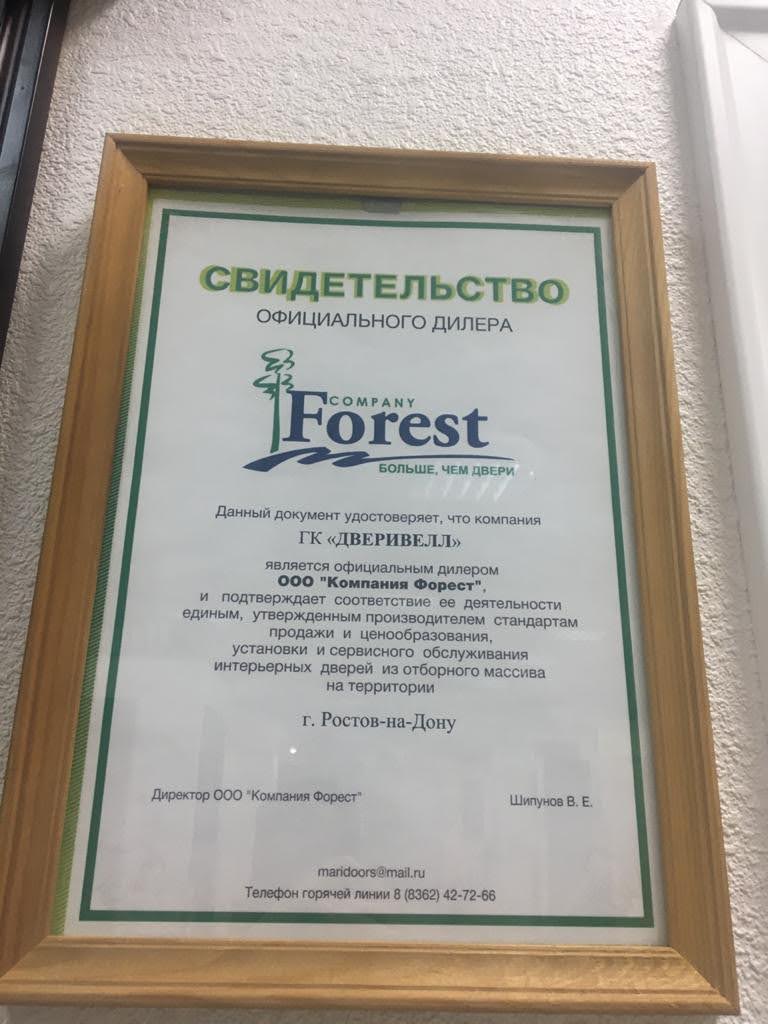 СВИДЕТЕЛЬСТВО
ОФИЦИАЛЬНОГО ДИЛЕРА
COMPANY
Forest
БОЛЬШЕ, ЧЕМ ДВЕРИ
Данный документ удостоверяет, что компания
ГК «ДВЕРИВЕЛЛ»
является официальным дилером
ООО "Компания Форест",
и подтверждает соответствие ее деятельности
единым, утвержденным производителем стандартам
продажи и ценообразования,
установки и сервисного обслуживания
интерьерных дверей из отборного массива
на территории
г. Ростов-на-Дону
Директор ООО "Компания Форест" Шипунов В. Е.
maridoors@mail.ru
Телефон горячей линии 8 (8362) 42-72-66